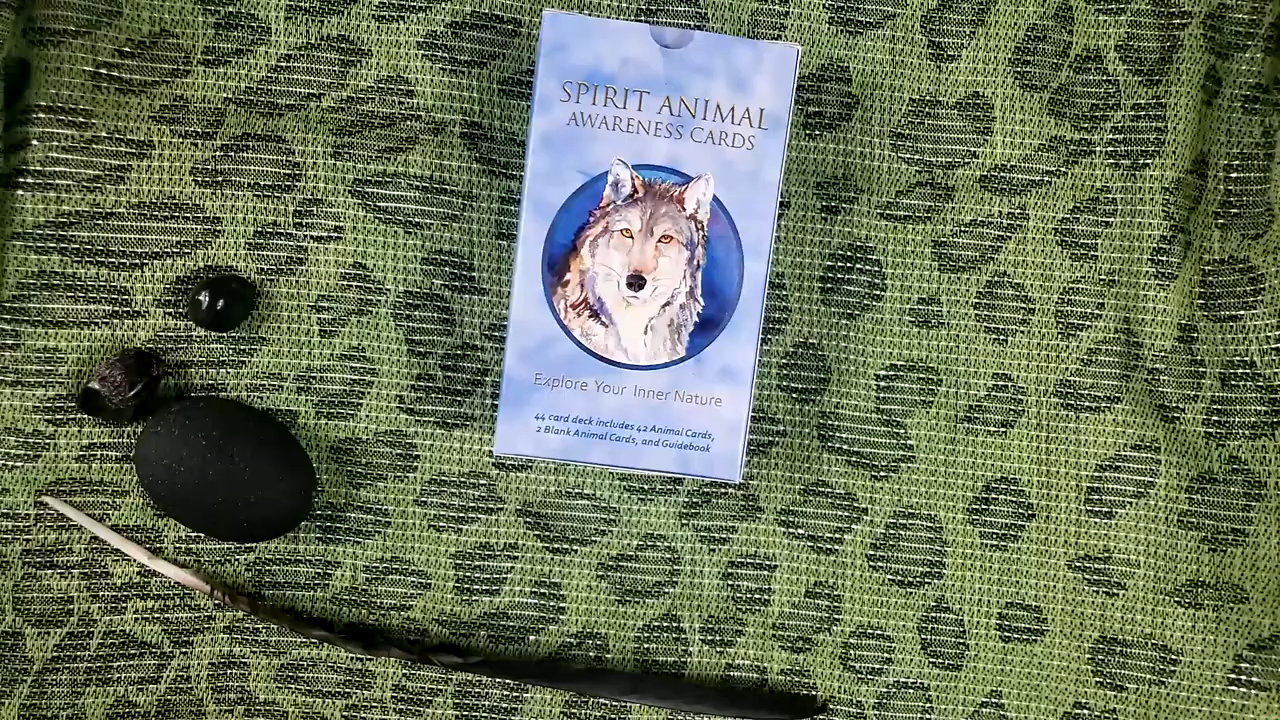 SPIRIT ANIMAL
AWARENESS CARDS
Explore Your Inner Nature
44 card deck includes 42 Animal Cards,
2 Blank Animal Cards, and Guidebook